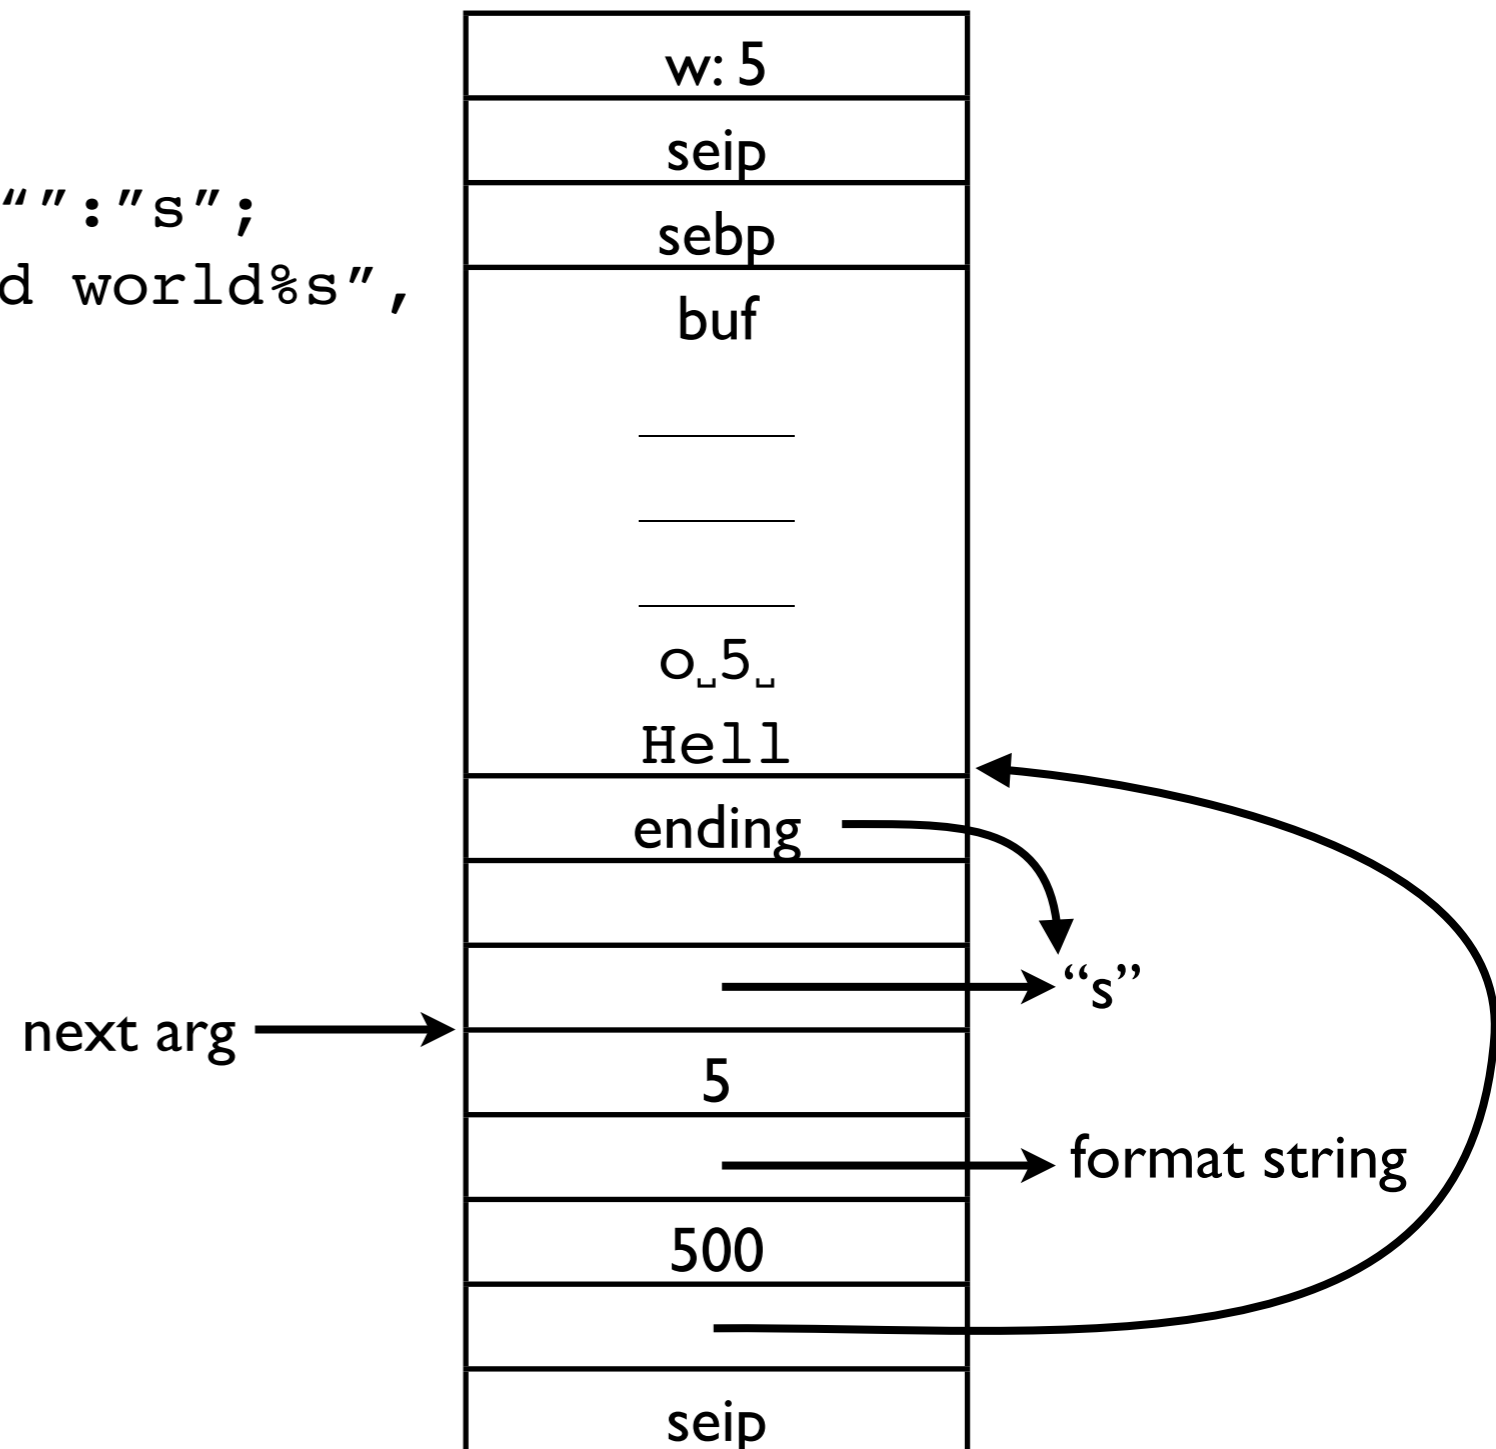 w: 5
seip
“”:”s”;
sebp
d world%s”,
buf
o␣5␣
Hell
ending
“s”
next arg
5
format string
500
seip